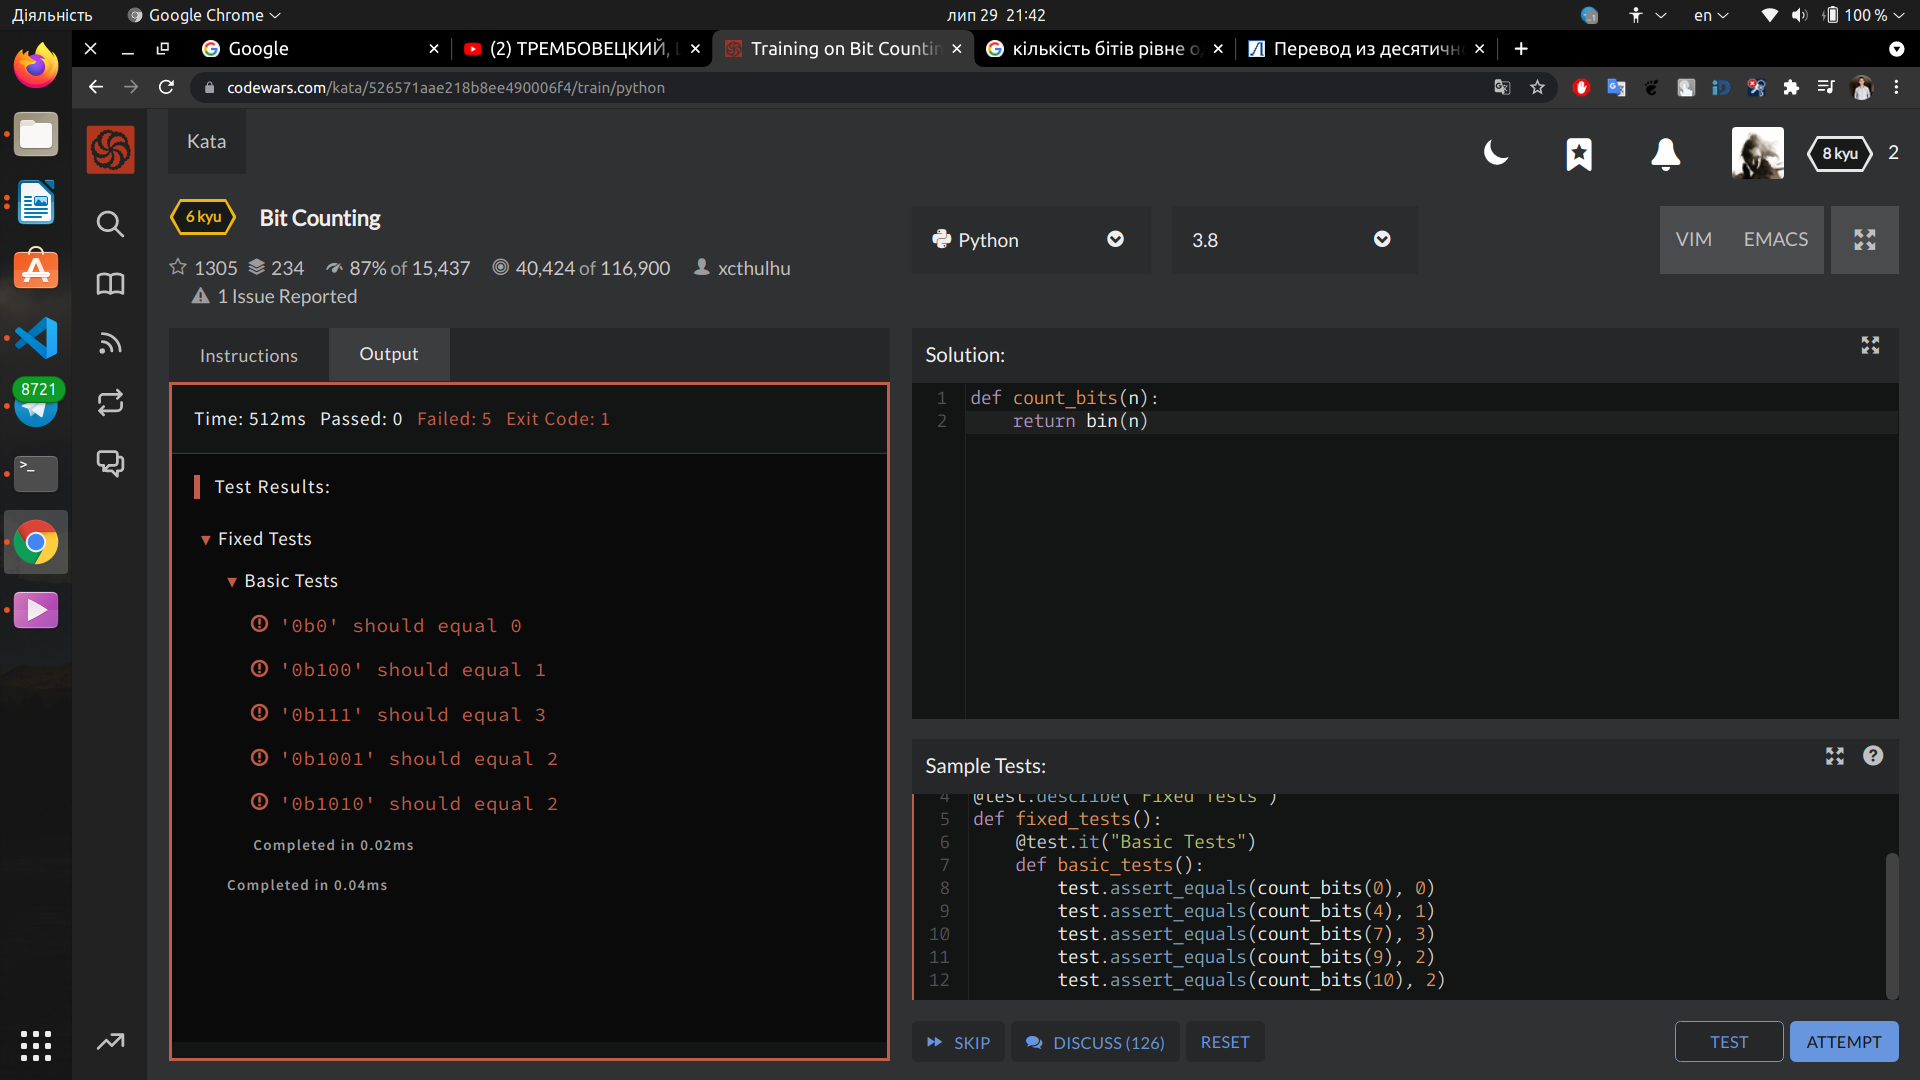 Діяльність
Google Chrome
лип 29 21:42
en
100 %
Google
(2) ТРЕМБОВЕЦКИЙ,
Training on Bit Countin
кількість бітів рівне о
Перевод из десятичн
codewars.com/kata/526571aae218b8ee490006f4/train/python
Kata
8 kyu
2
6 kyu
Bit Counting
1305 234 87% of 15,437 40,424 of 116,900 xcthulhu
1 Issue Reported
Python
3.8
VIM
EMACS
8721
Instructions
Output
Time: 512ms Passed: 0 Failed: 5 Exit Code: 1
Test Results:
Fixed Tests
Basic Tests
'0b0' should equal 0
'0b100' should equal 1
'0b111' should equal 3
'0b1001' should equal 2
'0b1010' should equal 2
Completed in 0.02ms
Completed in 0.04ms
Solution:
1 def count_bits(n):
2 return bin(n)
Sample Tests:
4 @test.describe("Fixed Tests")
5 def fixed_tests():
6 @test.it("Basic Tests")
7 def basic_tests():
8 test.assert_equals(count_bits(0), 0)
9 test.assert_equals(count_bits(4), 1)
10 test.assert_equals(count_bits(7), 3)
11 test.assert_equals(count_bits(9), 2)
12 test.assert_equals(count_bits(10), 2)
SKIP
DISCUSS (126)
RESET
TEST
ATTEMPT